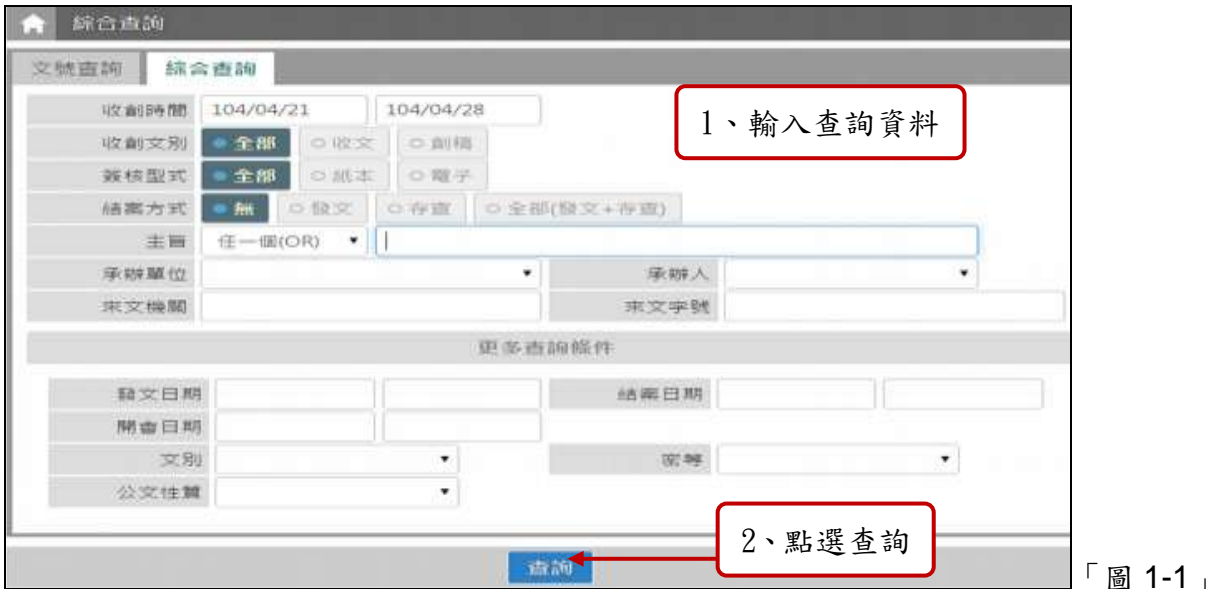 綜合查詢
文號查詢 綜合查詢
收創時間 104/04/21 104/04/28
1、輸入查詢資料
收創文別 全部 收文 創稿
簽核型式 全部 紙本 電子
結案方式 無 發文 存查 全部(發文+存查)
主旨 任一個(OR)
承辦單位 承辦人
來文機關 來文字號
更多查詢條件
發文日期 結案日期
開會日期
文別 密等
公文性質
2、點選查詢
查詢
「圖 1-1」